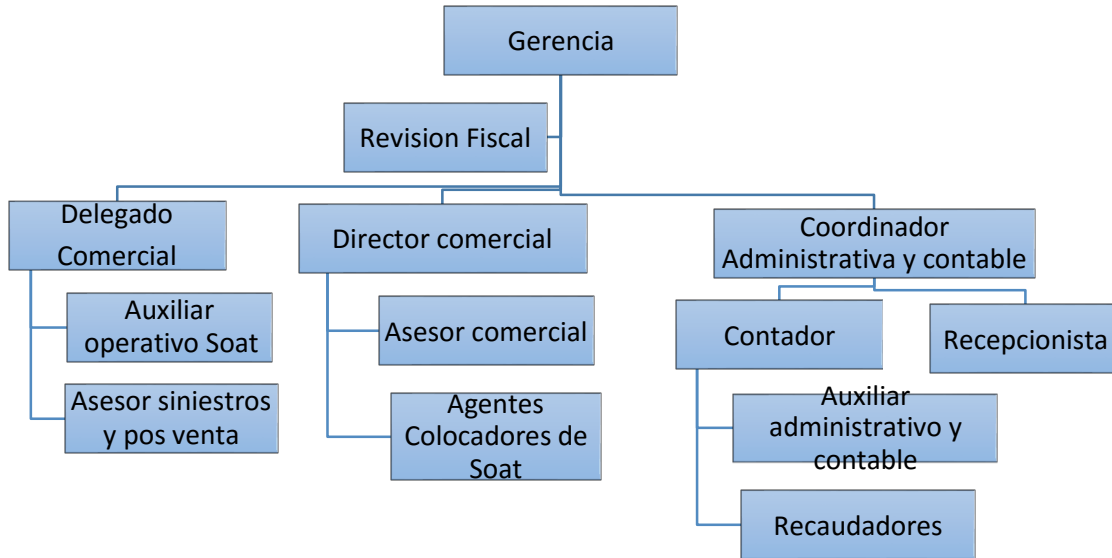 Gerencia
Revision Fiscal
Delegado
Comercial
Director comercial
Coordinador
Administrativa y contable
Auxiliar
operativo Soat
Asesor comercial
Contador
Recepcionista
Asesor siniestros
y pos venta
Agentes
Colocadores de
Soat
Auxiliar
administrativo y
contable
Recaudadores